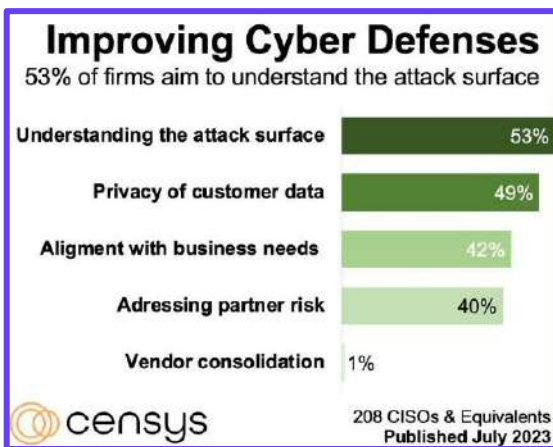 Improving Cyber Defenses
53% of firms aim to understand the attack surface
Understanding the attack surface 53%
Privacy of customer data 49%
Aligment with business needs 42%
Adressing partner risk 40%
Vendor consolidation 1%
censys
208 CISOs & Equivalents
Published July 2023